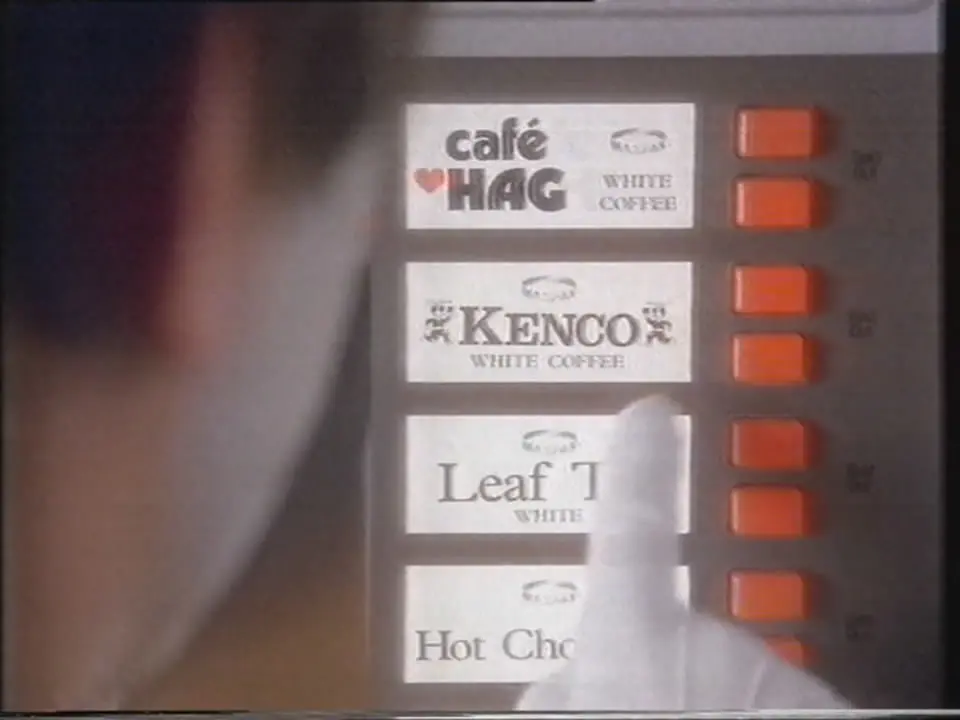 café
HAG
WHITE
COFFEE
KENCO
WHITE COFFEE
Leaf T
WHITE
Hot Cho